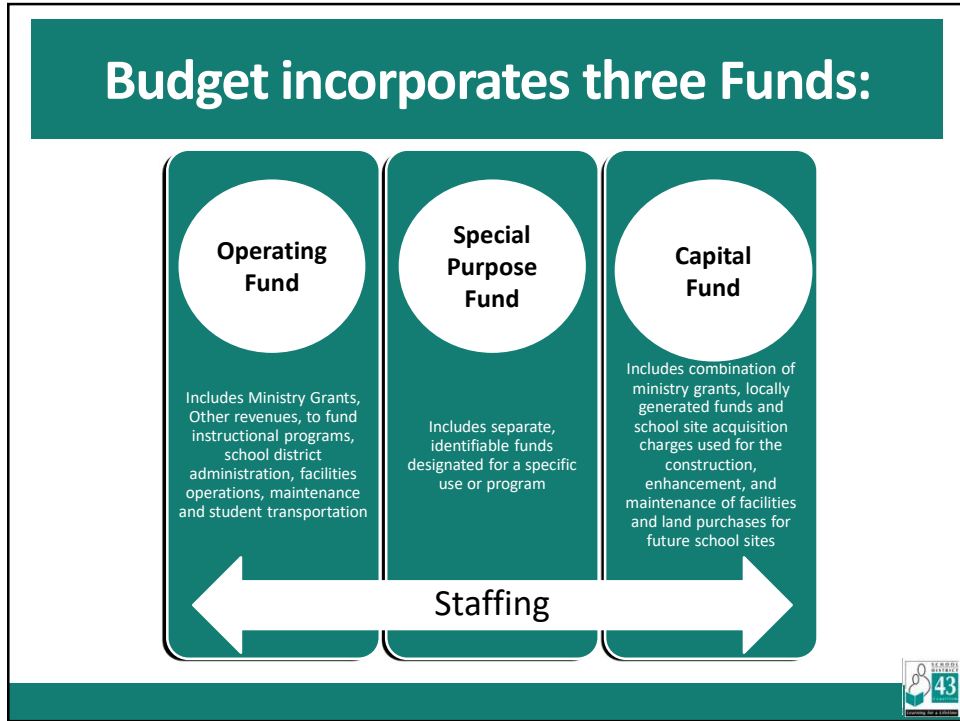 Budget incorporates three Funds:
Operating
Fund
Includes Ministry Grants,
Other revenues, to fund
instructional programs,
school district
administration, facilities
operations, maintenance
and student transportation
Special
Purpose
Fund
Includes separate,
identifiable funds
designated for a specific
use or program
Capital
Fund
Includes combination of
ministry grants, locally
generated funds and
school site acquisition
charges used for the
construction,
enhancement, and
maintenance of facilities
and land purchases for
future school sites
Staffing
SCHOOL
DISTRICT
43
Learning for a Lifetime